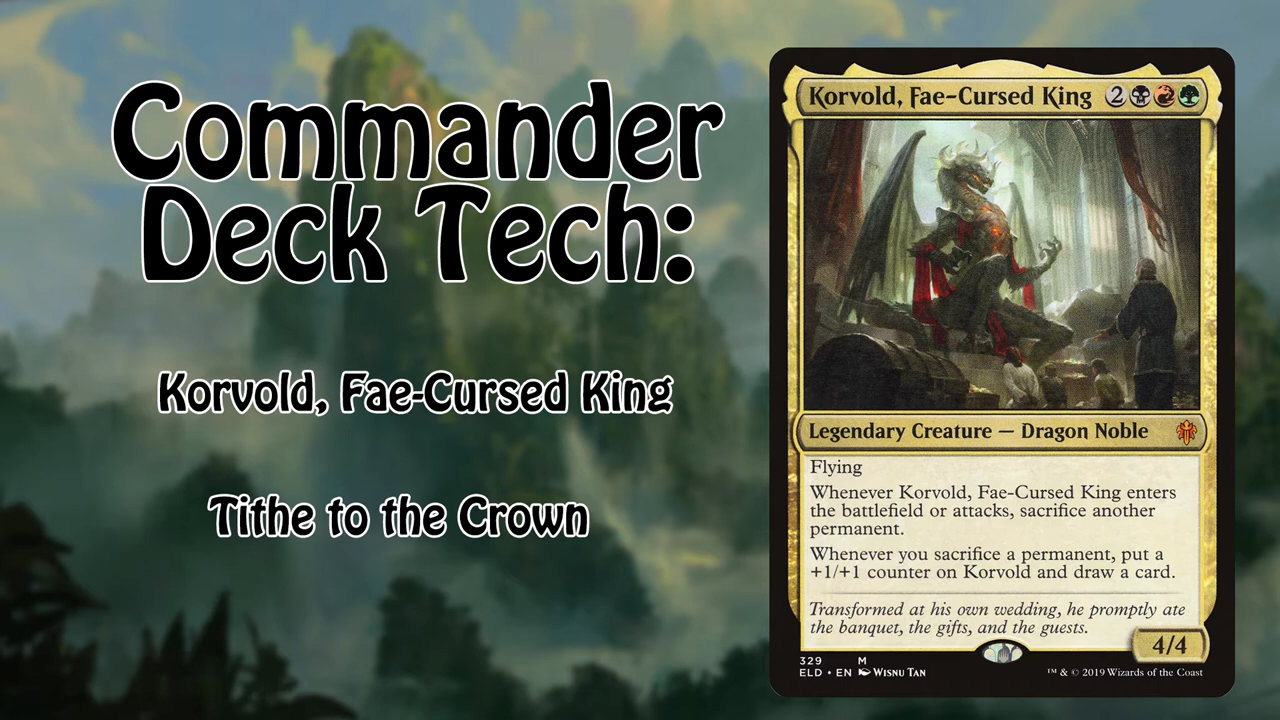 Commander
Deck Tech:
Korvold, Fae-Cursed King
Tithe to the Crown
Korvold, Fae-Cursed King 2
Legendary Creature — Dragon Noble
Flying
Whenever Korvold, Fae-Cursed King enters
the battlefield or attacks, sacrifice another
permanent.
Whenever you sacrifice a permanent, put a
+1/+1 counter on Korvold and draw a card.
Transformed at his own wedding, he promptly ate
the banquet, the gifts, and the guests.
4/4
329 M
ELD • EN Wisnu Tan
™ & © 2019 Wizards of the Coast